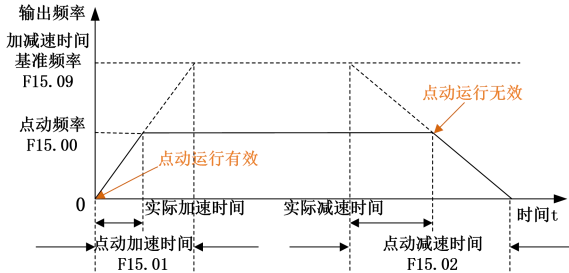 输出频率
加减速时间
基准频率
F15.09
点动运行无效
点动频率
F15.00
点动运行有效
0
实际加速时间
实际减速时间
时间t
点动加速时间
F15.01
点动减速时间
F15.02